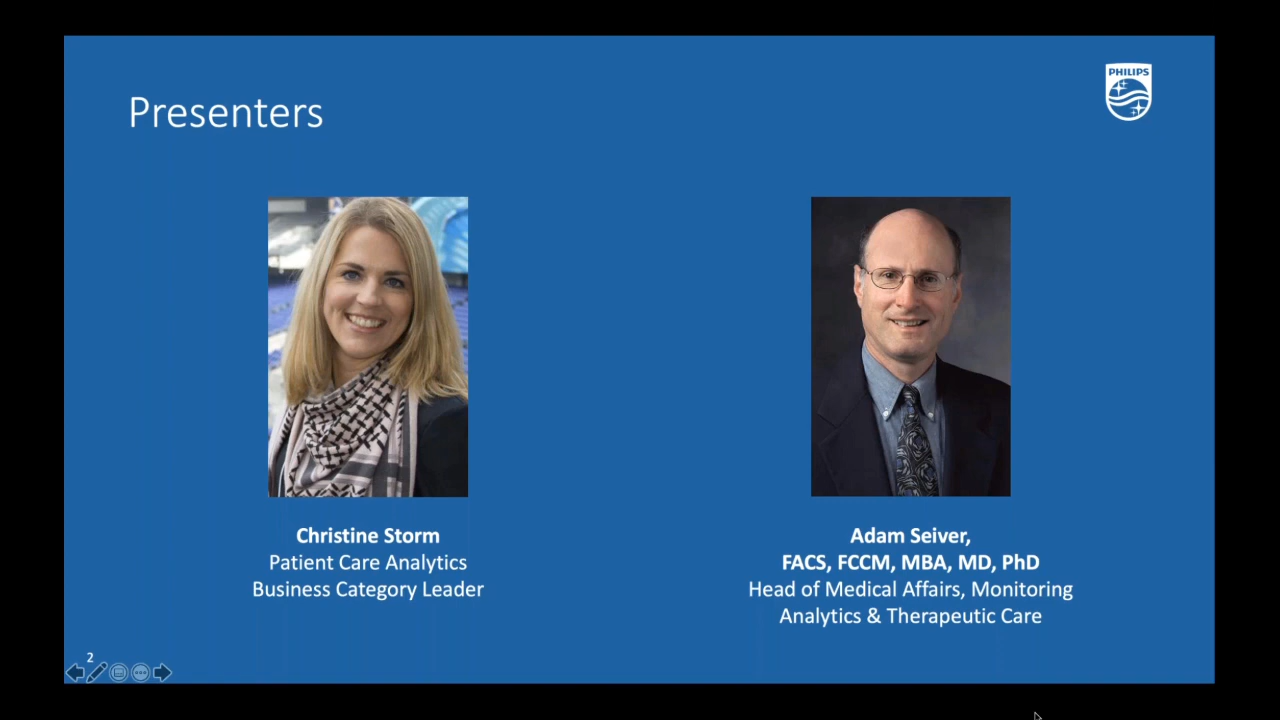 PHILIPS
Presenters
Christine Storm
Patient Care Analytics
Business Category Leader
Adam Seiver,
FACS, FCCM, MBA, MD, PhD
Head of Medical Affairs, Monitoring
Analytics & Therapeutic Care
2